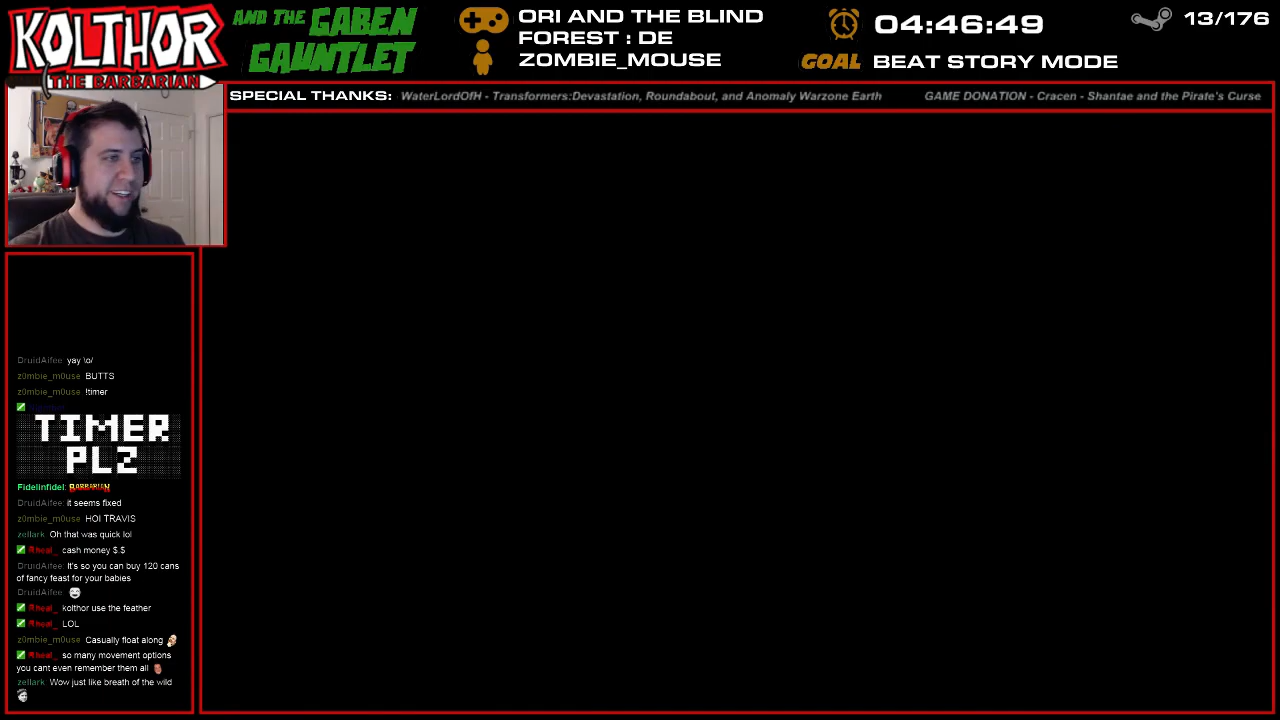 KOLTHOR
THE BARBARIAN
AND THE GABEN
GAUNTLET
ORI AND THE BLIND
FOREST : DE
ZOMBIE_MOUSE
04:46:49
GOAL BEAT STORY MODE
13/176
SPECIAL THANKS: WaterLordOfH - Transformers:Devastation, Roundabout, and Anomaly Warzone Earth GAME DONATION - Cracen - Shantae and the Pirate's Curse
DruidAifee yay \o/
z0mbie_m0use BUTTS
z0mbie_m0use !timer
TIMER
PLZ
Fidelinfidel: BARBARIAN
DruidAifee: it seems fixed
z0mbie_m0use HOI TRAVIS
zellark Oh that was quick lol
cash money $.$
DruidAifee: It's so you can buy 120 cans
of fancy feast for your babies
DruidAifee
kolthor use the feather
LOL
z0mbie_m0use Casually float along
so many movement options
you cant even remember them all
zellark Wow just like breath of the wild